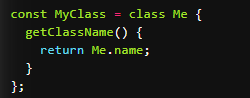 const MyClass = class Me {
  getClassName() {
    return Me.name;
  }
};